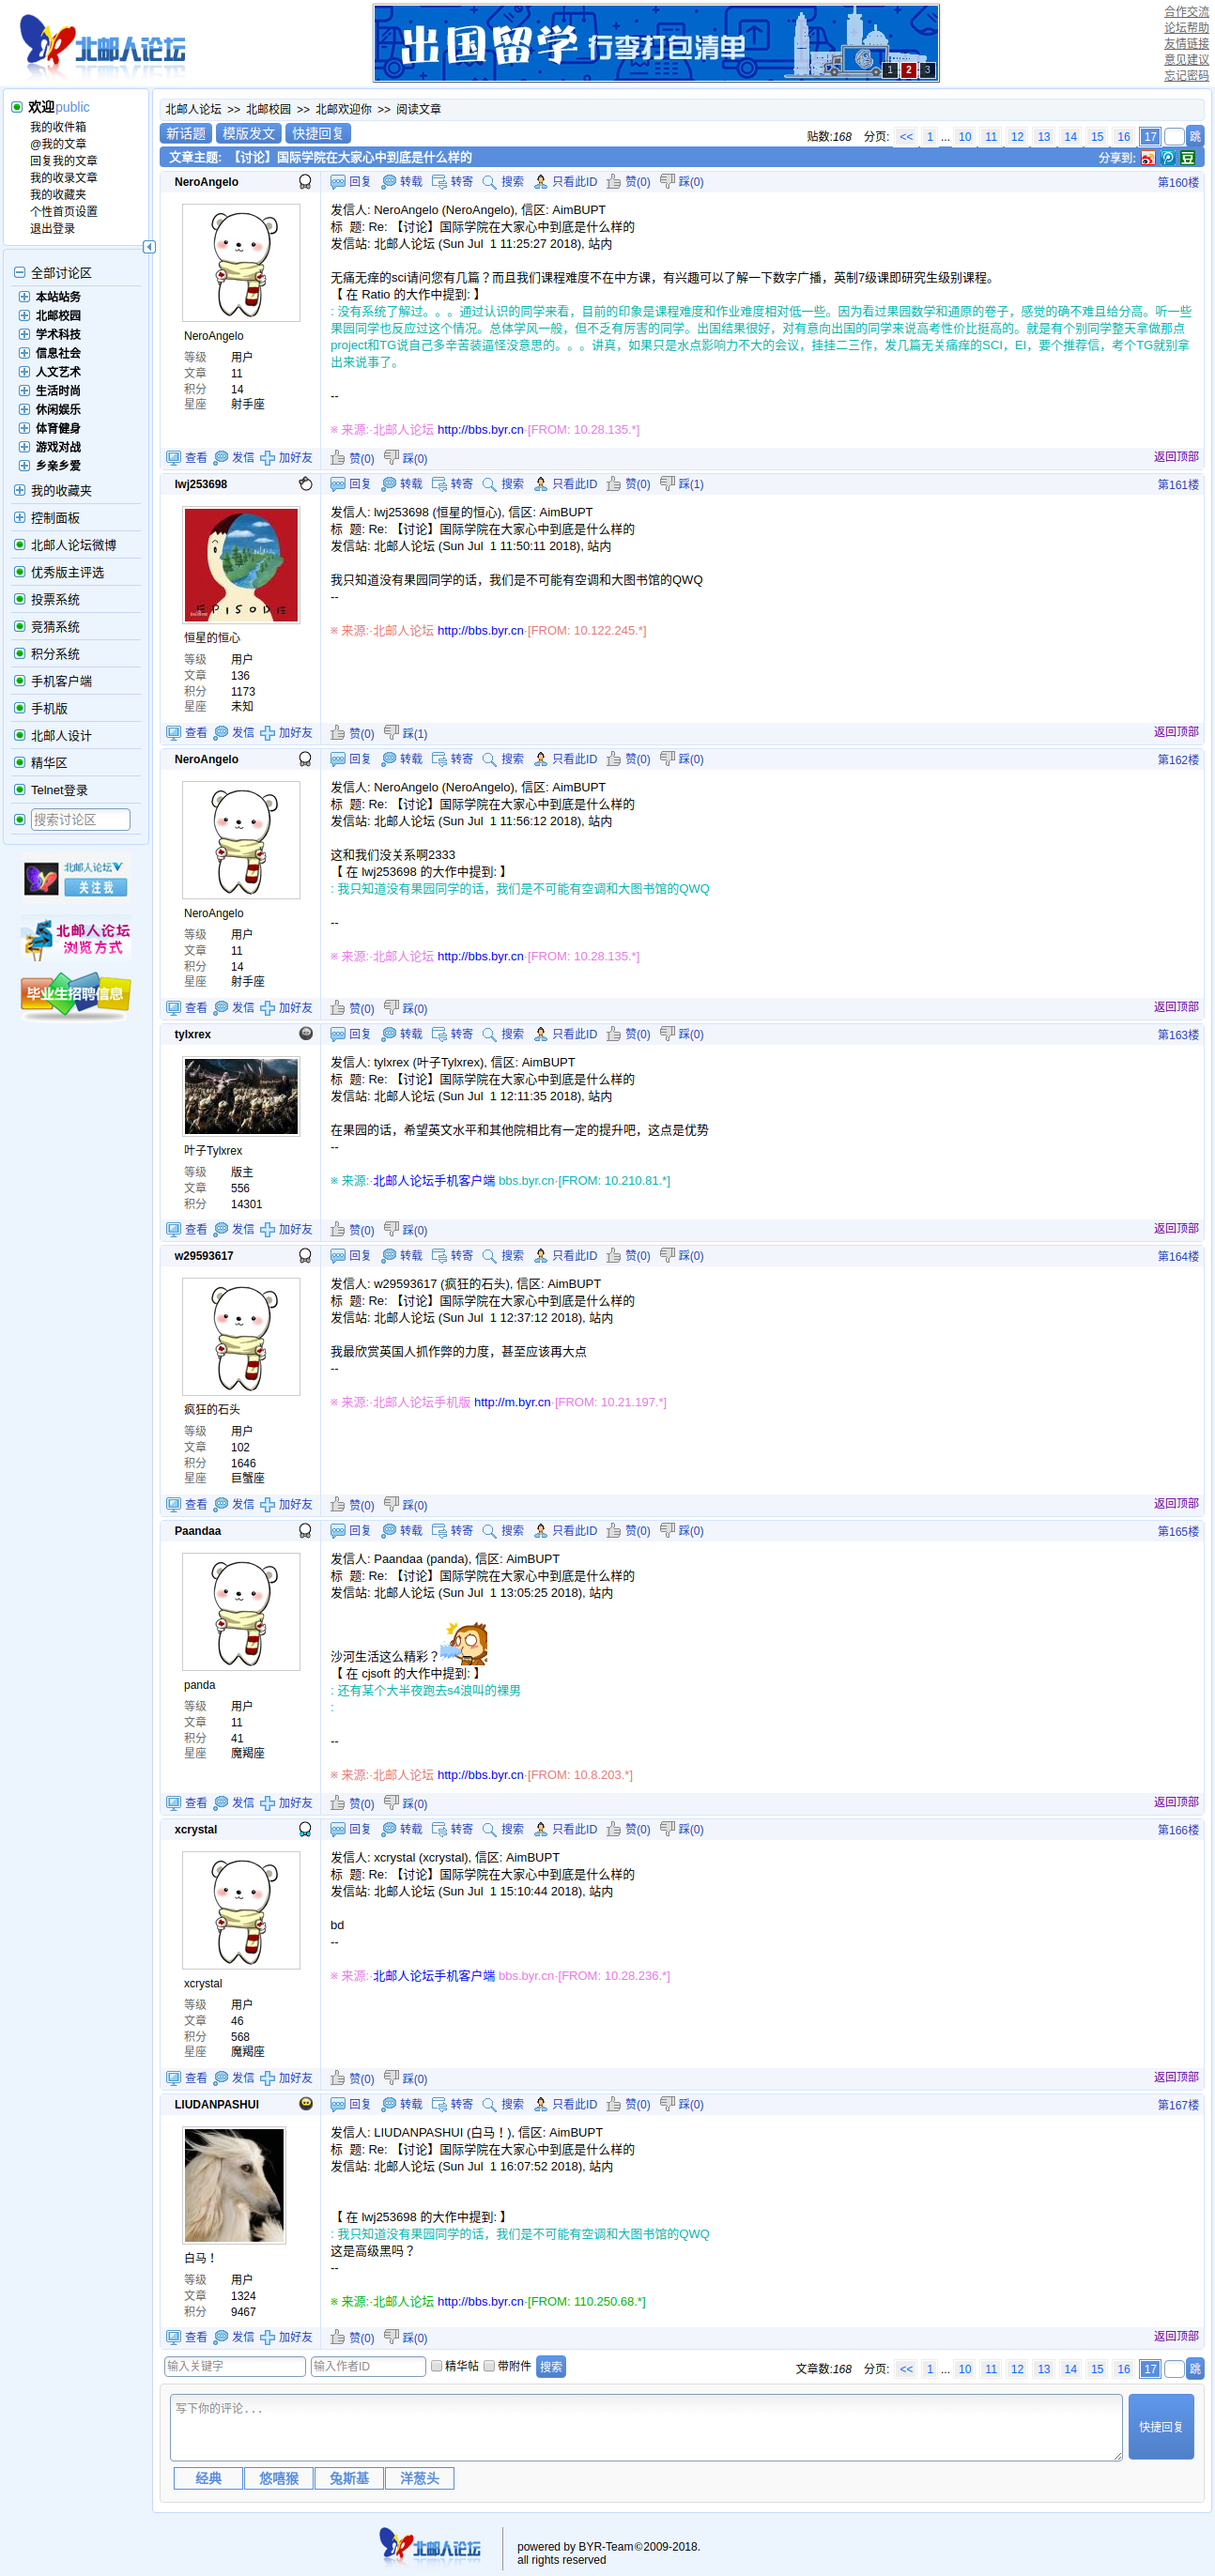 北邮人论坛
出国留学 行李打包清单
1 2 3
合作交流
论坛帮助
友情链接
意见建议
忘记密码
欢迎public
我的收件箱
@我的文章
回复我的文章
我的收录文章
我的收藏夹
个性首页设置
退出登录
全部讨论区
本站站务
北邮校园
学术科技
信息社会
人文艺术
生活时尚
休闲娱乐
体育健身
游戏对战
乡亲乡爱
我的收藏夹
控制面板
北邮人论坛微博
优秀版主评选
投票系统
竞猜系统
积分系统
手机客户端
手机版
北邮人设计
精华区
Telnet登录
搜索讨论区
北邮人论坛
关注我
北邮人论坛
浏览方式
毕业生招聘信息
北邮人论坛 >> 北邮校园 >> 北邮欢迎你 >> 阅读文章
新话题 模版发文 快捷回复
贴数:168 分页: << 1 ... 10 11 12 13 14 15 16 17 跳
文章主题: 【讨论】国际学院在大家心中到底是什么样的
分享到: 豆
NeroAngelo
回复 转载 转寄 搜索 只看此ID 赞(0) 踩(0) 第160楼
NeroAngelo
等级 用户
文章 11
积分 14
星座 射手座
发信人: NeroAngelo (NeroAngelo), 信区: AimBUPT
标 题: Re: 【讨论】国际学院在大家心中到底是什么样的
发信站: 北邮人论坛 (Sun Jul 1 11:25:27 2018), 站内
无痛无痒的sci请问您有几篇？而且我们课程难度不在中方课，有兴趣可以了解一下数字广播，英制7级课即研究生级别课程。
【 在 Ratio 的大作中提到: 】
: 没有系统了解过。。。通过认识的同学来看，目前的印象是课程难度和作业难度相对低一些。因为看过果园数学和通原的卷子，感觉的确不难且给分高。听一些
果园同学也反应过这个情况。总体学风一般，但不乏有厉害的同学。出国结果很好，对有意向出国的同学来说高考性价比挺高的。就是有个别同学整天拿做那点
project和TG说自己多辛苦装逼怪没意思的。。。讲真，如果只是水点影响力不大的会议，挂挂二三作，发几篇无关痛痒的SCI，EI，要个推荐信，考个TG就别拿
出来说事了。
--
※ 来源:·北邮人论坛 http://bbs.byr.cn·[FROM: 10.28.135.*]
查看 发信 加好友 赞(0) 踩(0) 返回顶部
lwj253698
回复 转载 转寄 搜索 只看此ID 赞(0) 踩(1) 第161楼
EPISODE
恒星的恒心
等级 用户
文章 136
积分 1173
星座 未知
发信人: lwj253698 (恒星的恒心), 信区: AimBUPT
标 题: Re: 【讨论】国际学院在大家心中到底是什么样的
发信站: 北邮人论坛 (Sun Jul 1 11:50:11 2018), 站内
我只知道没有果园同学的话，我们是不可能有空调和大图书馆的QWQ
--
※ 来源:·北邮人论坛 http://bbs.byr.cn·[FROM: 10.122.245.*]
查看 发信 加好友 赞(0) 踩(1) 返回顶部
NeroAngelo
回复 转载 转寄 搜索 只看此ID 赞(0) 踩(0) 第162楼
NeroAngelo
等级 用户
文章 11
积分 14
星座 射手座
发信人: NeroAngelo (NeroAngelo), 信区: AimBUPT
标 题: Re: 【讨论】国际学院在大家心中到底是什么样的
发信站: 北邮人论坛 (Sun Jul 1 11:56:12 2018), 站内
这和我们没关系啊2333
【 在 lwj253698 的大作中提到: 】
: 我只知道没有果园同学的话，我们是不可能有空调和大图书馆的QWQ
--
※ 来源:·北邮人论坛 http://bbs.byr.cn·[FROM: 10.28.135.*]
查看 发信 加好友 赞(0) 踩(0) 返回顶部
tylxrex
回复 转载 转寄 搜索 只看此ID 赞(0) 踩(0) 第163楼
叶子Tylxrex
等级 版主
文章 556
积分 14301
发信人: tylxrex (叶子Tylxrex), 信区: AimBUPT
标 题: Re: 【讨论】国际学院在大家心中到底是什么样的
发信站: 北邮人论坛 (Sun Jul 1 12:11:35 2018), 站内
在果园的话，希望英文水平和其他院相比有一定的提升吧，这点是优势
--
※ 来源:·北邮人论坛手机客户端 bbs.byr.cn·[FROM: 10.210.81.*]
查看 发信 加好友 赞(0) 踩(0) 返回顶部
w29593617
回复 转载 转寄 搜索 只看此ID 赞(0) 踩(0) 第164楼
疯狂的石头
等级 用户
文章 102
积分 1646
星座 巨蟹座
发信人: w29593617 (疯狂的石头), 信区: AimBUPT
标 题: Re: 【讨论】国际学院在大家心中到底是什么样的
发信站: 北邮人论坛 (Sun Jul 1 12:37:12 2018), 站内
我最欣赏英国人抓作弊的力度，甚至应该再大点
--
※ 来源:·北邮人论坛手机版 http://m.byr.cn·[FROM: 10.21.197.*]
查看 发信 加好友 赞(0) 踩(0) 返回顶部
Paandaa
回复 转载 转寄 搜索 只看此ID 赞(0) 踩(0) 第165楼
panda
等级 用户
文章 11
积分 41
星座 魔羯座
发信人: Paandaa (panda), 信区: AimBUPT
标 题: Re: 【讨论】国际学院在大家心中到底是什么样的
发信站: 北邮人论坛 (Sun Jul 1 13:05:25 2018), 站内
沙河生活这么精彩？
【 在 cjsoft 的大作中提到: 】
: 还有某个大半夜跑去s4浪叫的裸男
:
--
※ 来源:·北邮人论坛 http://bbs.byr.cn·[FROM: 10.8.203.*]
查看 发信 加好友 赞(0) 踩(0) 返回顶部
xcrystal
回复 转载 转寄 搜索 只看此ID 赞(0) 踩(0) 第166楼
xcrystal
等级 用户
文章 46
积分 568
星座 魔羯座
发信人: xcrystal (xcrystal), 信区: AimBUPT
标 题: Re: 【讨论】国际学院在大家心中到底是什么样的
发信站: 北邮人论坛 (Sun Jul 1 15:10:44 2018), 站内
bd
--
※ 来源:·北邮人论坛手机客户端 bbs.byr.cn·[FROM: 10.28.236.*]
查看 发信 加好友 赞(0) 踩(0) 返回顶部
LIUDANPASHUI
回复 转载 转寄 搜索 只看此ID 赞(0) 踩(0) 第167楼
白马！
等级 用户
文章 1324
积分 9467
发信人: LIUDANPASHUI (白马！), 信区: AimBUPT
标 题: Re: 【讨论】国际学院在大家心中到底是什么样的
发信站: 北邮人论坛 (Sun Jul 1 16:07:52 2018), 站内
【 在 lwj253698 的大作中提到: 】
: 我只知道没有果园同学的话，我们是不可能有空调和大图书馆的QWQ
这是高级黑吗？
--
※ 来源:·北邮人论坛 http://bbs.byr.cn·[FROM: 110.250.68.*]
查看 发信 加好友 赞(0) 踩(0) 返回顶部
输入关键字 输入作者ID 精华帖 带附件 搜索
文章数:168 分页: << 1 ... 10 11 12 13 14 15 16 17 跳
写下你的评论...
快捷回复
经典 悠嘻猴 兔斯基 洋葱头
北邮人论坛
powered by BYR-Team©2009-2018.
all rights reserved